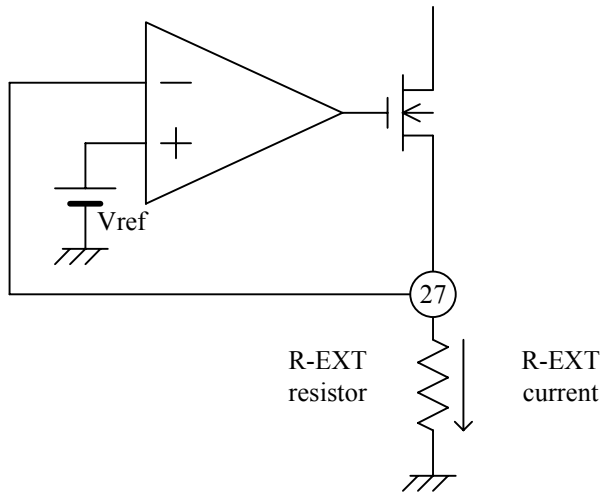 −
+
Vref
27
R-EXT
resistor
R-EXT
current